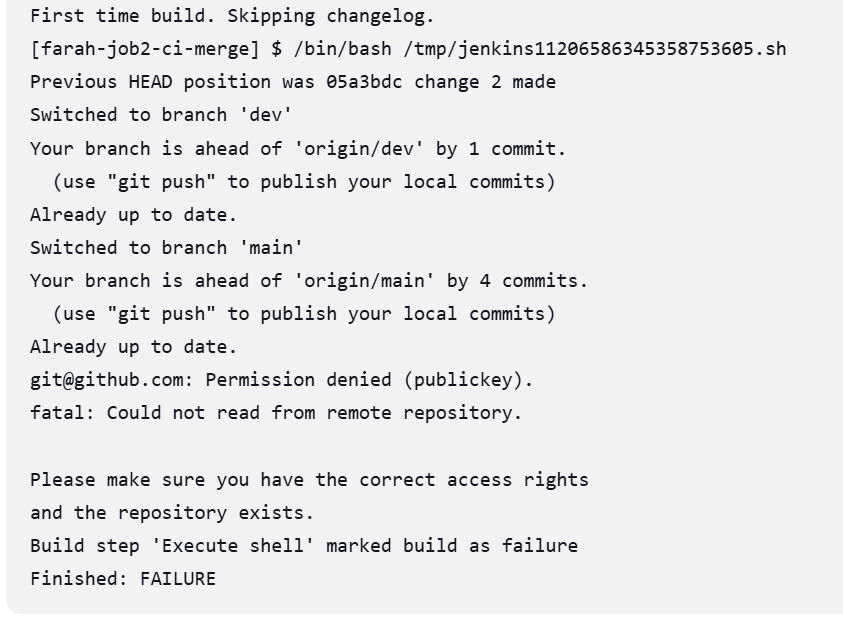 First time build. Skipping changelog.
[farah-job2-ci-merge] $ /bin/bash /tmp/jenkins11206586345358753605.sh
Previous HEAD position was 05a3bdc change 2 made
Switched to branch 'dev'
Your branch is ahead of 'origin/dev' by 1 commit.
  (use "git push" to publish your local commits)
Already up to date.
Switched to branch 'main'
Your branch is ahead of 'origin/main' by 4 commits.
  (use "git push" to publish your local commits)
Already up to date.
git@github.com: Permission denied (publickey).
fatal: Could not read from remote repository.

Please make sure you have the correct access rights
and the repository exists.
Build step 'Execute shell' marked build as failure
Finished: FAILURE